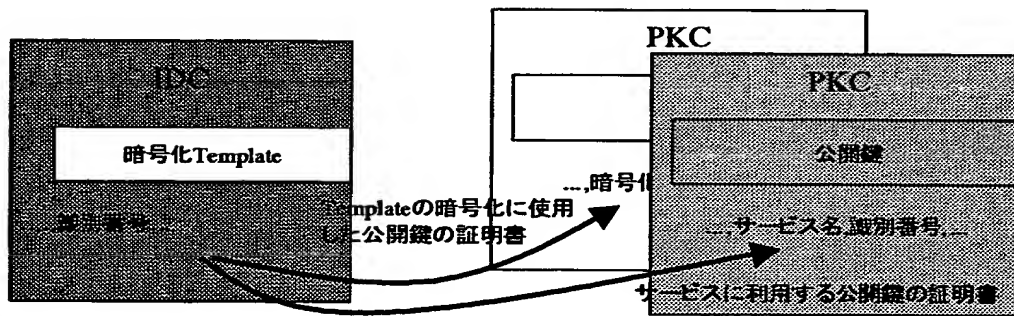 IDC
暗号化Template
識別番号...
PKC
...,暗号化
Templateの暗号化に使用
した公開鍵の証明書
PKC
公開鍵
...,サービス名,識別番号,...
サービスに利用する公開鍵の証明書